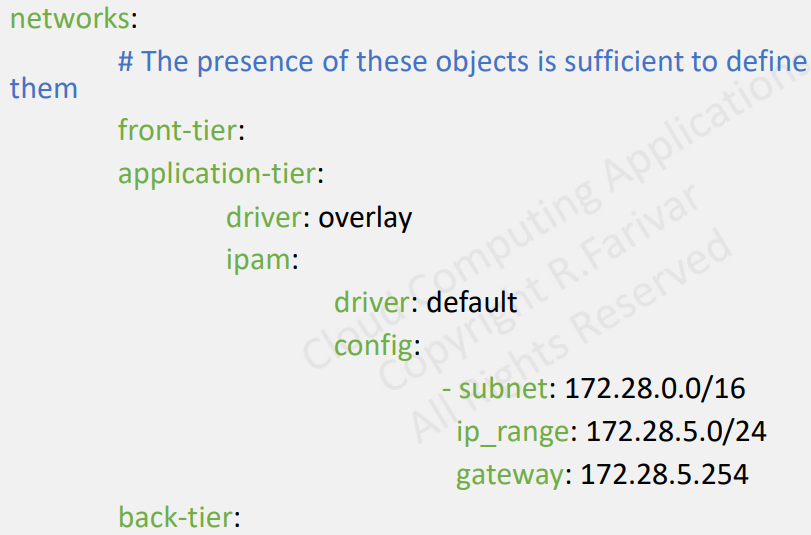 networks:
# The presence of these objects is sufficient to define
them
front-tier:
application-tier:
driver: overlay
ipam:
driver: default
config:
- subnet: 172.28.0.0/16
ip_range: 172.28.5.0/24
gateway: 172.28.5.254
back-tier:
Cloud Computing Applications
Copyright R.Farivar
All Rights Reserved